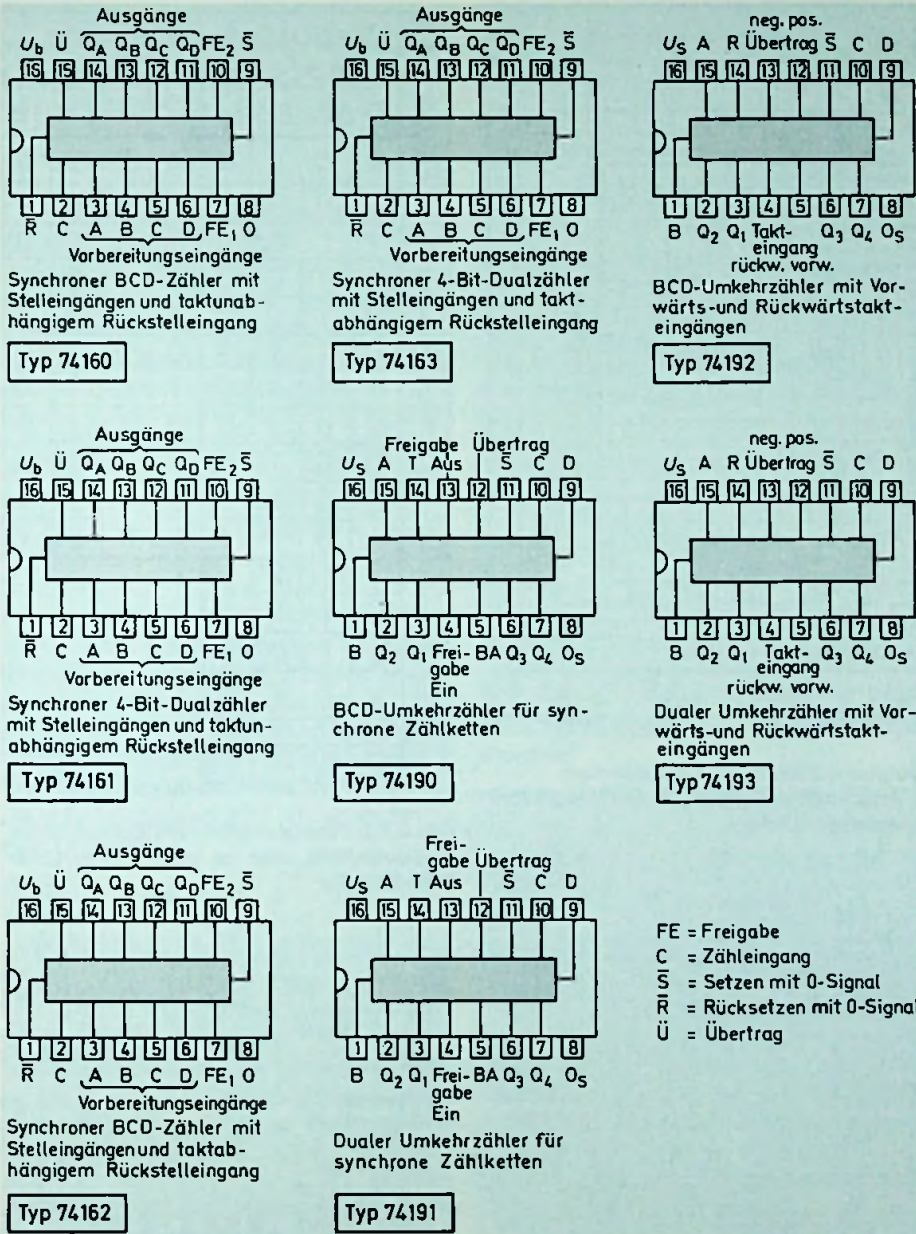 Ausgänge
U_b Ü Q_A Q_B Q_C Q_D FE_2 S̄
16 15 14 13 12 11 10 9
1 2 3 4 5 6 7 8
R̄ C A B C D FE_1 O
Vorbereitungseingänge
Synchroner BCD-Zähler mit
Stelleingängen und taktunab-
hängigem Rückstelleingang
Typ 74160
Ausgänge
U_b Ü Q_A Q_B Q_C Q_D FE_2 S̄
16 15 14 13 12 11 10 9
1 2 3 4 5 6 7 8
R̄ C A B C D FE_1 O
Vorbereitungseingänge
Synchroner 4-Bit-Dualzähler
mit Stelleingängen und takt-
abhängigem Rückstelleingang
Typ 74163
neg. pos.
U_S A R Übertrag S̄ C D
16 15 14 13 12 11 10 9
1 2 3 4 5 6 7 8
B Q_2 Q_1 Takt- Q_3 Q_4 O_S
eingang
rückw. vorw.
BCD-Umkehrzähler mit Vor-
wärts-und Rückwärtstakt-
eingängen
Typ 74192
Ausgänge
U_b Ü Q_A Q_B Q_C Q_D FE_2 S̄
16 15 14 13 12 11 10 9
1 2 3 4 5 6 7 8
R̄ C A B C D FE_1 O
Vorbereitungseingänge
Synchroner 4-Bit-Dualzähler
mit Stelleingängen und taktun-
abhängigem Rückstelleingang
Typ 74161
Freigabe Übertrag
U_S A T Aus S̄ C D
16 15 14 13 12 11 10 9
1 2 3 4 5 6 7 8
B Q_2 Q_1 Frei- BA Q_3 Q_4 O_S
gabe
Ein
BCD-Umkehrzähler für syn-
chrone Zählketten
Typ 74190
neg. pos.
U_S A R Übertrag S̄ C D
16 15 14 13 12 11 10 9
1 2 3 4 5 6 7 8
B Q_2 Q_1 Takt- Q_3 Q_4 O_S
eingang
rückw. vorw.
Dualer Umkehrzähler mit Vor-
wärts-und Rückwärtstakt-
eingängen
Typ 74193
Ausgänge
U_b Ü Q_A Q_B Q_C Q_D FE_2 S̄
16 15 14 13 12 11 10 9
1 2 3 4 5 6 7 8
R̄ C A B C D FE_1 O
Vorbereitungseingänge
Synchroner BCD-Zähler mit
Stelleingängen und taktab-
hängigem Rückstelleingang
Typ 74162
Frei-
gabe Übertrag
U_S A T Aus S̄ C D
16 15 14 13 12 11 10 9
1 2 3 4 5 6 7 8
B Q_2 Q_1 Frei- BA Q_3 Q_4 O_S
gabe
Ein
Dualer Umkehrzähler für
synchrone Zählketten
Typ 74191
FE = Freigabe
C = Zähleingang
S̄ = Setzen mit 0-Signal
R̄ = Rücksetzen mit 0-Signal
Ü = Übertrag